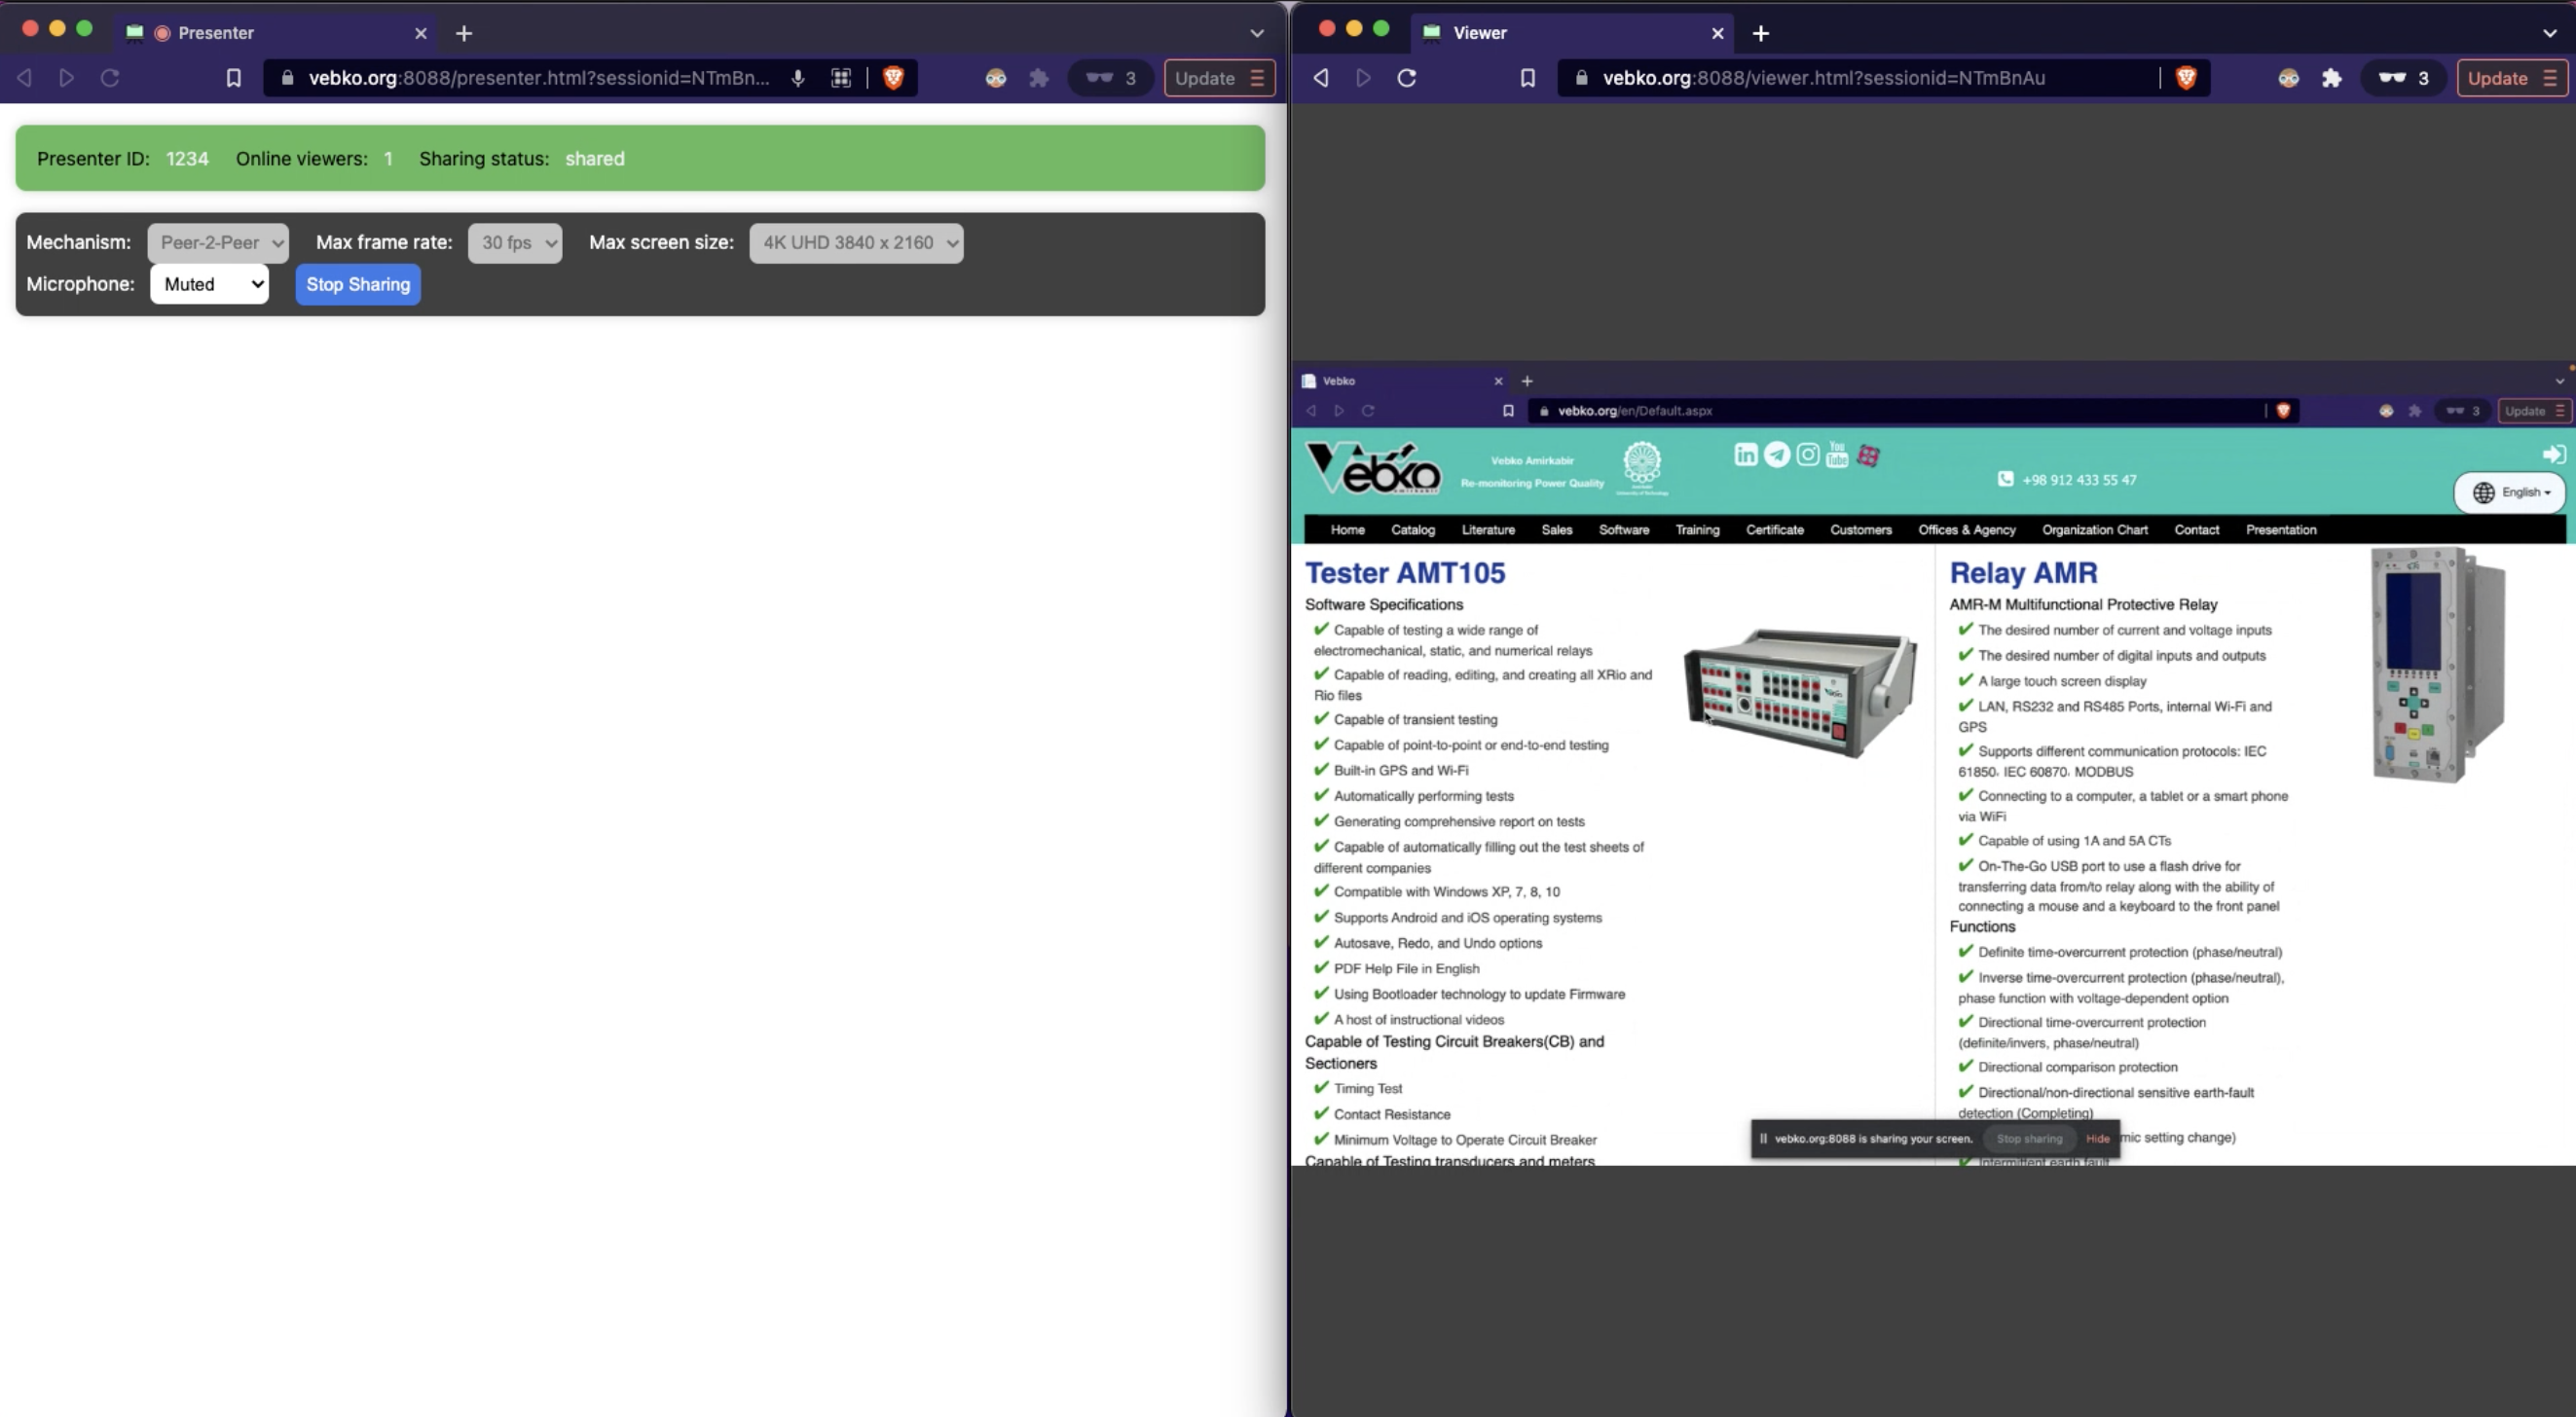 Presenter
vebko.org:8088/presenter.html?sessionid=NTmBn...
3
Update
Presenter ID: 1234 Online viewers: 1 Sharing status: shared
Mechanism: Peer-2-Peer Max frame rate: 30 fps Max screen size: 4K UHD 3840 x 2160
Microphone: Muted Stop Sharing
Viewer
vebko.org:8088/viewer.html?sessionid=NTmBnAu
3
Update
Vebko
vebko.org/en/Default.aspx
3
Update
Vebko
Vebko Amirkabir
Re-monitoring Power Quality
You
Tube
+98 912 433 55 47
English
Home Catalog Literature Sales Software Training Certificate Customers Offices & Agency Organization Chart Contact Presentation
Tester AMT105
Software Specifications
Capable of testing a wide range of
electromechanical, static, and numerical relays
Capable of reading, editing, and creating all XRio and
Rio files
Capable of transient testing
Capable of point-to-point or end-to-end testing
Built-in GPS and Wi-Fi
Automatically performing tests
Generating comprehensive report on tests
Capable of automatically filling out the test sheets of
different companies
Compatible with Windows XP, 7, 8, 10
Supports Android and iOS operating systems
Autosave, Redo, and Undo options
PDF Help File in English
Using Bootloader technology to update Firmware
A host of instructional videos
Capable of Testing Circuit Breakers(CB) and
Sectioners
Timing Test
Contact Resistance
Minimum Voltage to Operate Circuit Breaker
Capable of Testing transducers and meters
Relay AMR
AMR-M Multifunctional Protective Relay
The desired number of current and voltage inputs
The desired number of digital inputs and outputs
A large touch screen display
LAN, RS232 and RS485 Ports, internal Wi-Fi and
GPS
Supports different communication protocols: IEC
61850، IEC 60870، MODBUS
Connecting to a computer, a tablet or a smart phone
via WiFi
Capable of using 1A and 5A CTs
On-The-Go USB port to use a flash drive for
transferring data from/to relay along with the ability of
connecting a mouse and a keyboard to the front panel
Functions
Definite time-overcurrent protection (phase/neutral)
Inverse time-overcurrent protection (phase/neutral),
phase function with voltage-dependent option
Directional time-overcurrent protection
(definite/invers, phase/neutral)
Directional comparison protection
Directional/non-directional sensitive earth-fault
detection (Completing)
mic setting change)
Intermittent earth fault
vebko.org:8088 is sharing your screen. Stop sharing Hide